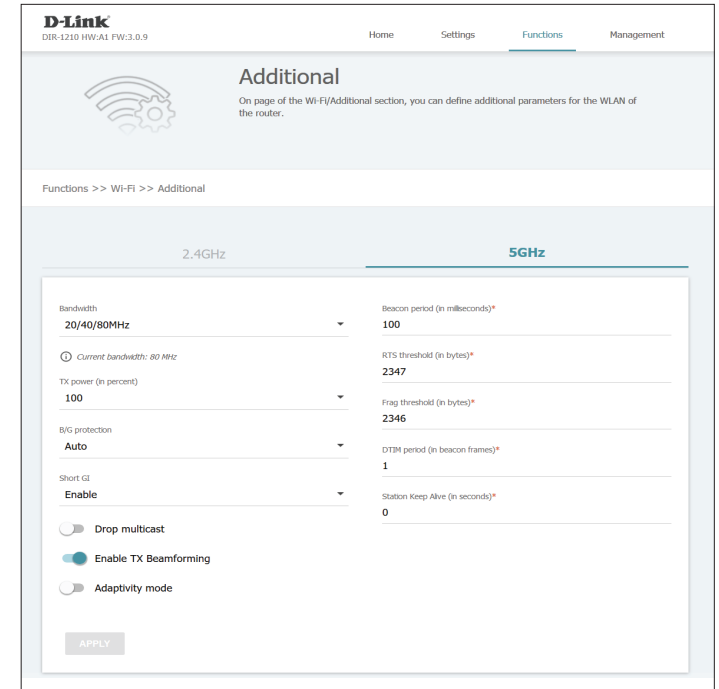 D-Link
DIR-1210 HW:A1 FW:3.0.9
Home Settings Functions Management
Additional
On page of the Wi-Fi/Additional section, you can define additional parameters for the WLAN of
the router.
Functions >> Wi-Fi >> Additional
2.4GHz 5GHz
Bandwidth
20/40/80MHz
Current bandwidth: 80 MHz
TX power (in percent)
100
B/G protection
Auto
Short GI
Enable
Drop multicast
Enable TX Beamforming
Adaptivity mode
APPLY
Beacon period (in milliseconds)*
100
RTS threshold (in bytes)*
2347
Frag threshold (in bytes)*
2346
DTIM period (in beacon frames)*
1
Station Keep Alive (in seconds)*
0